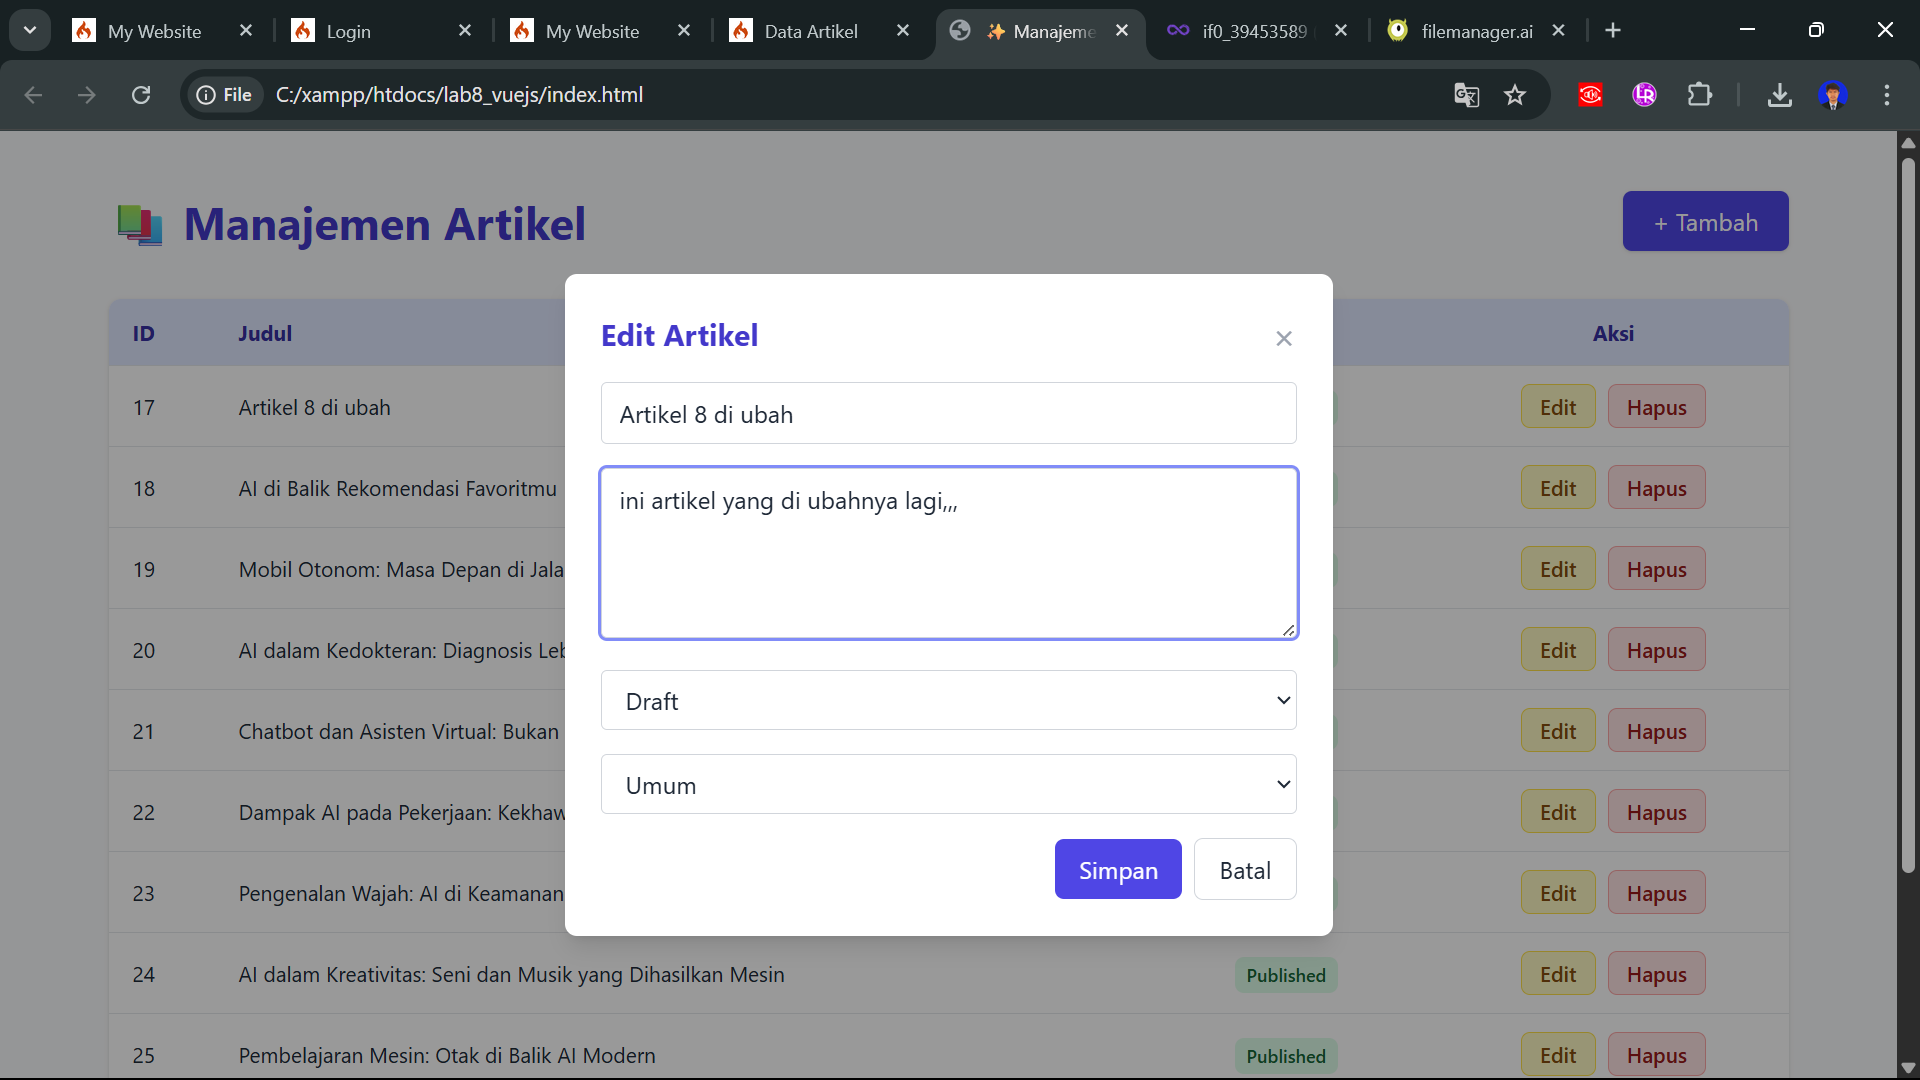 My Website
Login
My Website
Data Artikel
✨ Manajeme
if0_39453589
filemanager.ai
File
C:/xampp/htdocs/lab8_vuejs/index.html
📚 Manajemen Artikel
+ Tambah
ID Judul Aksi
Edit Artikel
×
Artikel 8 di ubah
ini artikel yang di ubahnya lagi,,,
Draft
Umum
Simpan Batal
17 Artikel 8 di ubah Edit Hapus
18 AI di Balik Rekomendasi Favoritmu Edit Hapus
19 Mobil Otonom: Masa Depan di Jala Edit Hapus
20 AI dalam Kedokteran: Diagnosis Leb Edit Hapus
21 Chatbot dan Asisten Virtual: Bukan Edit Hapus
22 Dampak AI pada Pekerjaan: Kekhaw Edit Hapus
23 Pengenalan Wajah: AI di Keamanan Edit Hapus
24 AI dalam Kreativitas: Seni dan Musik yang Dihasilkan Mesin Published Edit Hapus
25 Pembelajaran Mesin: Otak di Balik AI Modern Published Edit Hapus